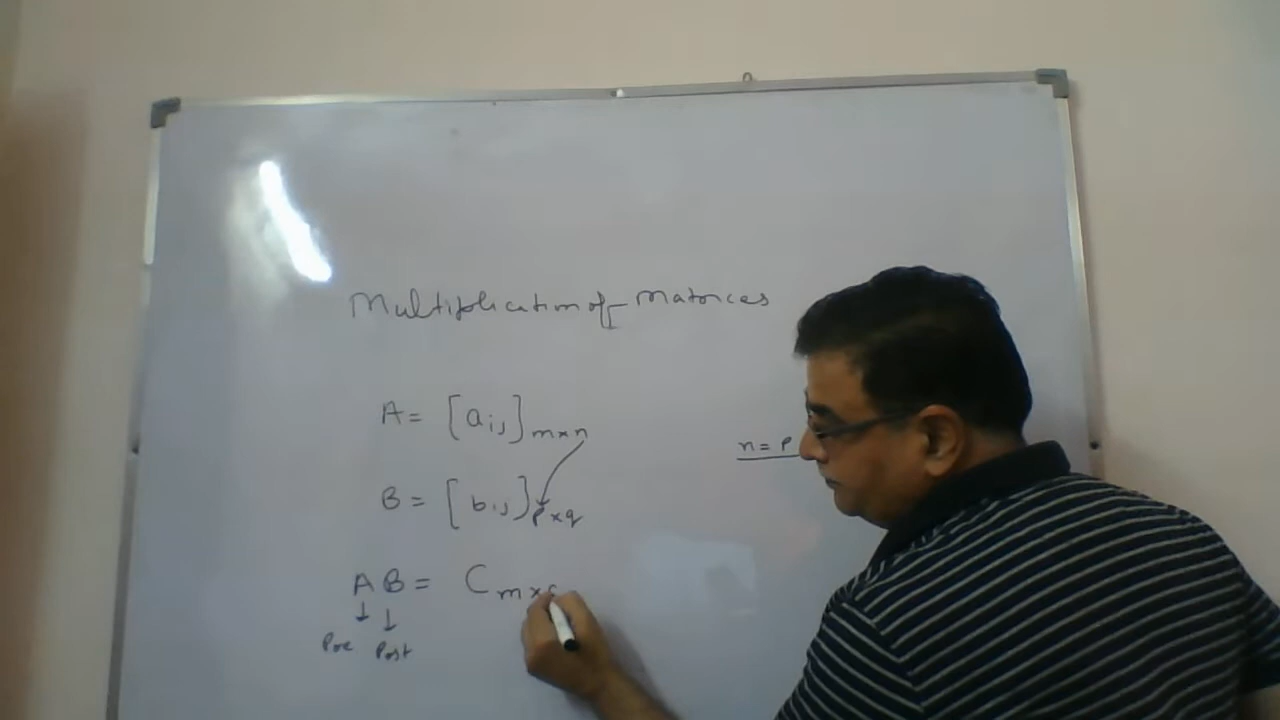 Multiplication of Matrices
A = [aij]m×n
n = P
B = [bij]p×q
AB = Cm×
↓ ↓
Pre Post